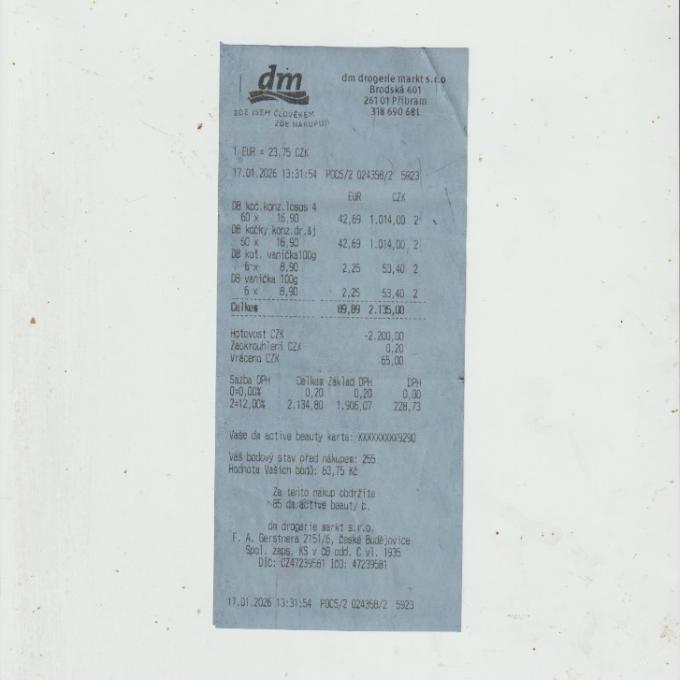 dm
ZDE JSEM ČLOVĚKEM
ZDE NAKUPUJI
dm drogerie markt s.r.o
Brodská 601
261 01 Příbram
318 690 681
1 EUR = 23,75 CZK
17.01.2026 13:31:54 POC5/2 024358/2 5923
EUR CZK
DB koč.konz.losos 4
60 x 16,90 42,69 1.014,00 2
DB kočky.konz.dr.šj
60 x 16,90 42,69 1.014,00 2
DB koť. vanička100g
6 x 8,90 2,25 53,40 2
DB vanička 100g
6 x 8,90 2,25 53,40 2
Celkem 89,89 2.135,00
Hotovost CZK -2.200,00
Zaokrouhlení CZK 0,20
Vráceno CZK 65,00
Sazba DPH Celkem Základ DPH DPH
0=0,00% 0,20 0,20 0,00
2=12,00% 2.134,80 1.906,07 228,73
Vaše dm active beauty karta: XXXXXXXXX9290
Váš bodový stav před nákupem: 255
Hodnota Vašich bodů: 63,75 Kč
Za tento nákup obdržíte
85 dm active beauty b.
dm drogerie markt s.r.o.
F. A. Gerstnera 2151/6, České Budějovice
Spol. zaps. KS v ČB odd. C vl. 1935
DIČ: CZ47239581 IČO: 47239581
17.01.2026 13:31:54 POC5/2 024358/2 5923